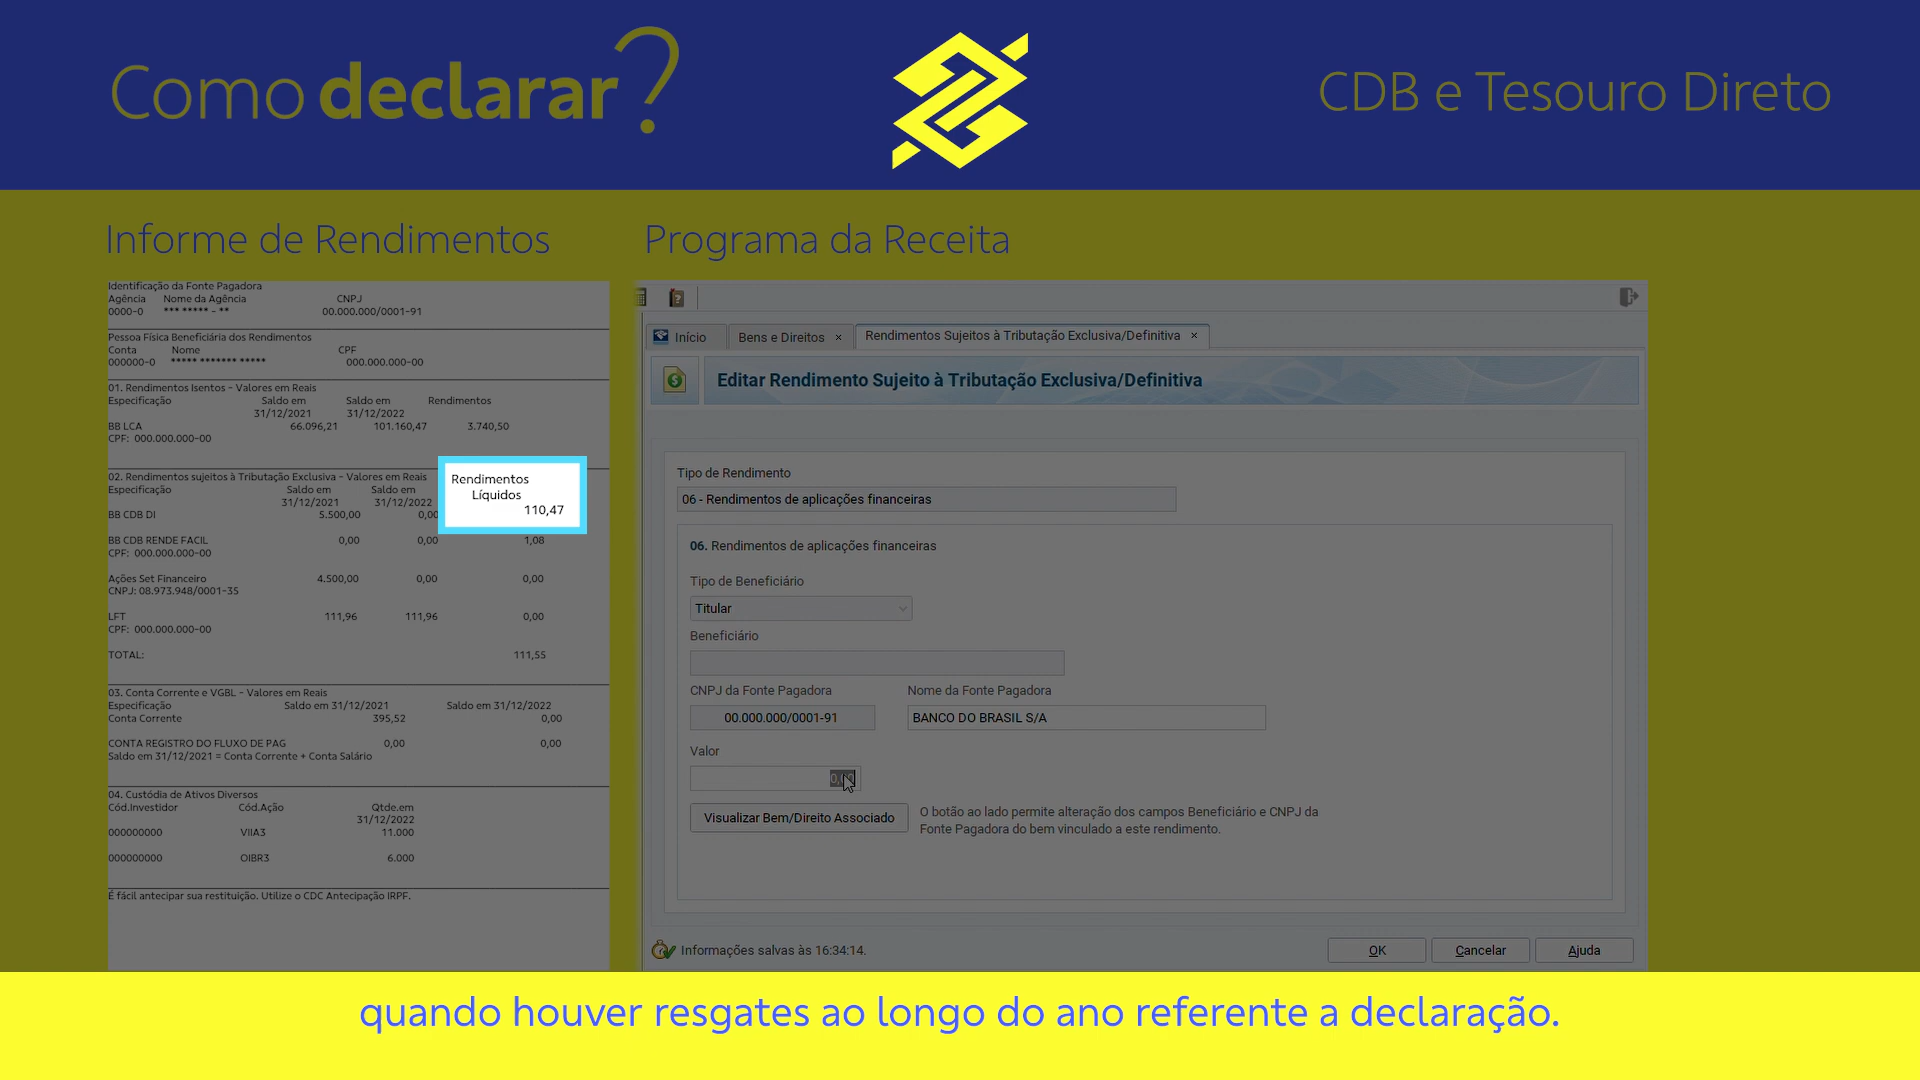 Como declarar?
CDB e Tesouro Direto
Informe de Rendimentos
Programa da Receita
Identificação da Fonte Pagadora
Agência Nome da Agência CNPJ
0000-0 *** ***** - ** 00.000.000/0001-91
Pessoa Física Beneficiária dos Rendimentos
Conta Nome CPF
000000-0 ***** ******* ***** 000.000.000-00
01. Rendimentos Isentos - Valores em Reais
Especificação Saldo em Saldo em Rendimentos
31/12/2021 31/12/2022
BB LCA 66.096,21 101.160,47 3.740,50
CPF: 000.000.000-00
02. Rendimentos sujeitos à Tributação Exclusiva - Valores em Reais
Especificação Saldo em Saldo em Rendimentos
31/12/2021 31/12/2022 Líquidos
BB CDB DI 5.500,00 0,00 110,47
BB CDB RENDE FACIL 0,00 0,00 1,08
CPF: 000.000.000-00
Ações Set Financeiro 4.500,00 0,00 0,00
CNPJ: 08.973.948/0001-35
LFT 111,96 111,96 0,00
CPF: 000.000.000-00
TOTAL: 111,55
03. Conta Corrente e VGBL - Valores em Reais
Especificação Saldo em 31/12/2021 Saldo em 31/12/2022
Conta Corrente 395,52 0,00
CONTA REGISTRO DO FLUXO DE PAG 0,00 0,00
Saldo em 31/12/2021 = Conta Corrente + Conta Salário
04. Custódia de Ativos Diversos
Cód.Investidor Cód.Ação Qtde.em
31/12/2022
000000000 VIIA3 11.000
000000000 OIBR3 6.000
É fácil antecipar sua restituição. Utilize o CDC Antecipação IRPF.
Início Bens e Direitos × Rendimentos Sujeitos à Tributação Exclusiva/Definitiva ×
Editar Rendimento Sujeito à Tributação Exclusiva/Definitiva
Tipo de Rendimento
06 - Rendimentos de aplicações financeiras
06. Rendimentos de aplicações financeiras
Tipo de Beneficiário
Titular
Beneficiário
CNPJ da Fonte Pagadora Nome da Fonte Pagadora
00.000.000/0001-91 BANCO DO BRASIL S/A
Valor
Visualizar Bem/Direito Associado
O botão ao lado permite alteração dos campos Beneficiário e CNPJ da
Fonte Pagadora do bem vinculado a este rendimento.
Informações salvas às 16:34:14.
OK Cancelar Ajuda
quando houver resgates ao longo do ano referente a declaração.